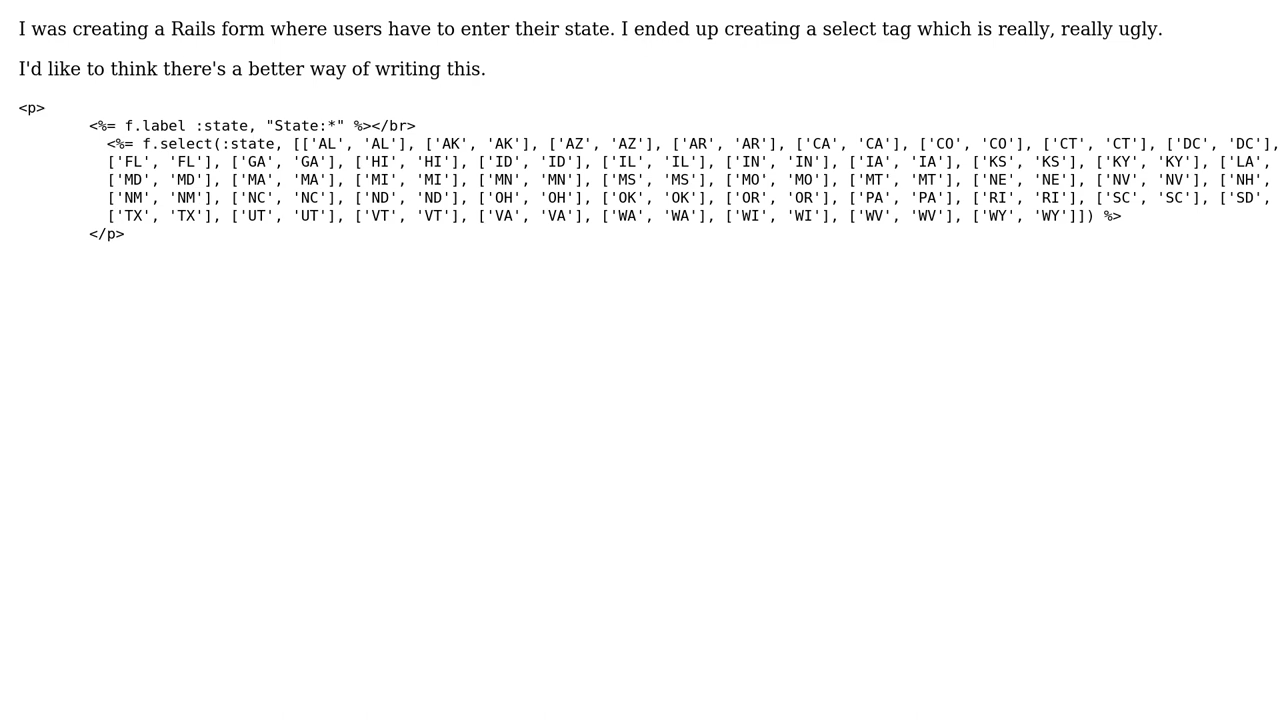 I was creating a Rails form where users have to enter their state. I ended up creating a select tag which is really, really ugly.
I'd like to think there's a better way of writing this.
<p>
<%= f.label :state, "State:*" %></br>
<%= f.select(:state, [['AL', 'AL'], ['AK', 'AK'], ['AZ', 'AZ'], ['AR', 'AR'], ['CA', 'CA'], ['CO', 'CO'], ['CT', 'CT'], ['DC', 'DC'],
['FL', 'FL'], ['GA', 'GA'], ['HI', 'HI'], ['ID', 'ID'], ['IL', 'IL'], ['IN', 'IN'], ['IA', 'IA'], ['KS', 'KS'], ['KY', 'KY'], ['LA',
['MD', 'MD'], ['MA', 'MA'], ['MI', 'MI'], ['MN', 'MN'], ['MS', 'MS'], ['MO', 'MO'], ['MT', 'MT'], ['NE', 'NE'], ['NV', 'NV'], ['NH',
['NM', 'NM'], ['NC', 'NC'], ['ND', 'ND'], ['OH', 'OH'], ['OK', 'OK'], ['OR', 'OR'], ['PA', 'PA'], ['RI', 'RI'], ['SC', 'SC'], ['SD',
['TX', 'TX'], ['UT', 'UT'], ['VT', 'VT'], ['VA', 'VA'], ['WA', 'WA'], ['WI', 'WI'], ['WV', 'WV'], ['WY', 'WY']]) %>
</p>